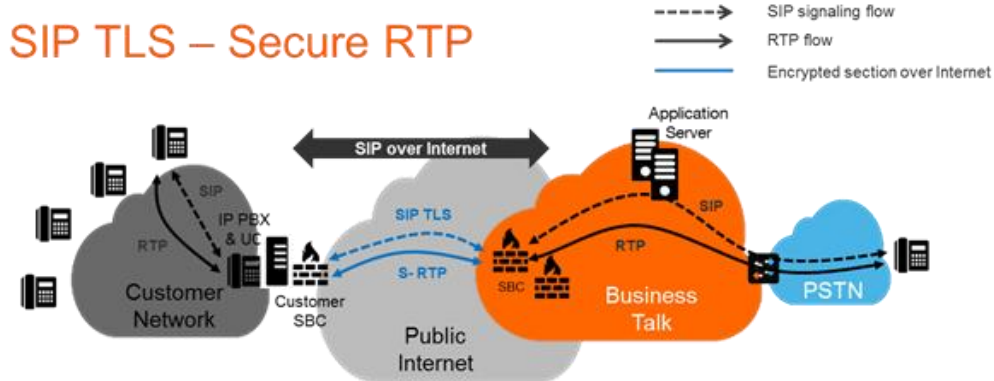 SIP TLS – Secure RTP
SIP signaling flow
RTP flow
Encrypted section over Internet
Application
Server
SIP over Internet
SIP
IP PBX
& UC
RTP
Customer
Network
Customer
SBC
SIP TLS
S- RTP
Public
Internet
SIP
RTP
SBC
Business
Talk
PSTN